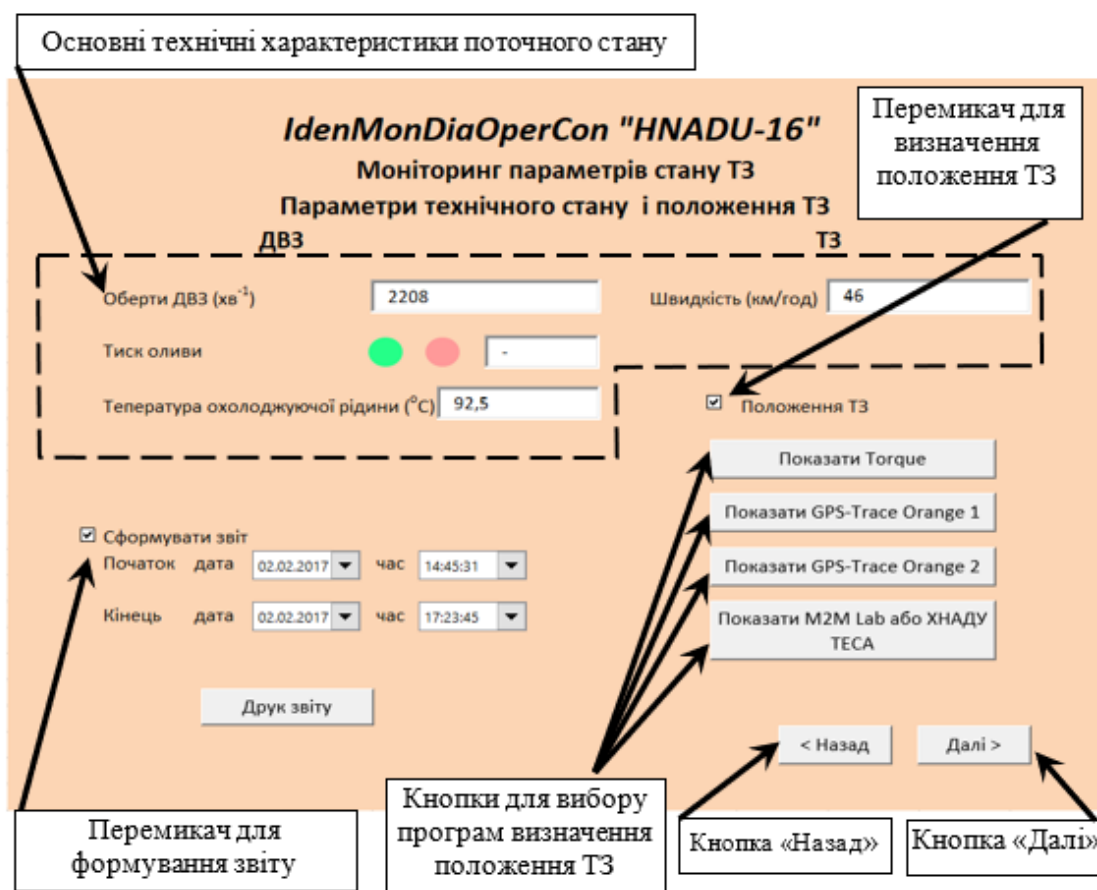 Основні технічні характеристики поточного стану
Перемикач для
визначення
положення ТЗ
IdenMonDiaOperCon "HNADU-16"
Моніторинг параметрів стану ТЗ
Параметри технічного стану і положення ТЗ
ДВЗ
ТЗ
Оберти ДВЗ (хв-1)
2208
Швидкість (км/год)
46
Тиск оливи
-
Тепература охолоджуючої рідини (оС)
92,5
Положення ТЗ
Показати Torque
Показати GPS-Trace Orange 1
Показати GPS-Trace Orange 2
Показати M2M Lab або ХНАДУ
ТЕСА
Сформувати звіт
Початок дата 02.02.2017 час 14:45:31
Кінець дата 02.02.2017 час 17:23:45
Друк звіту
< Назад
Далі >
Перемикач для
формування звіту
Кнопки для вибору
програм визначення
положення ТЗ
Кнопка «Назад»
Кнопка «Далі»